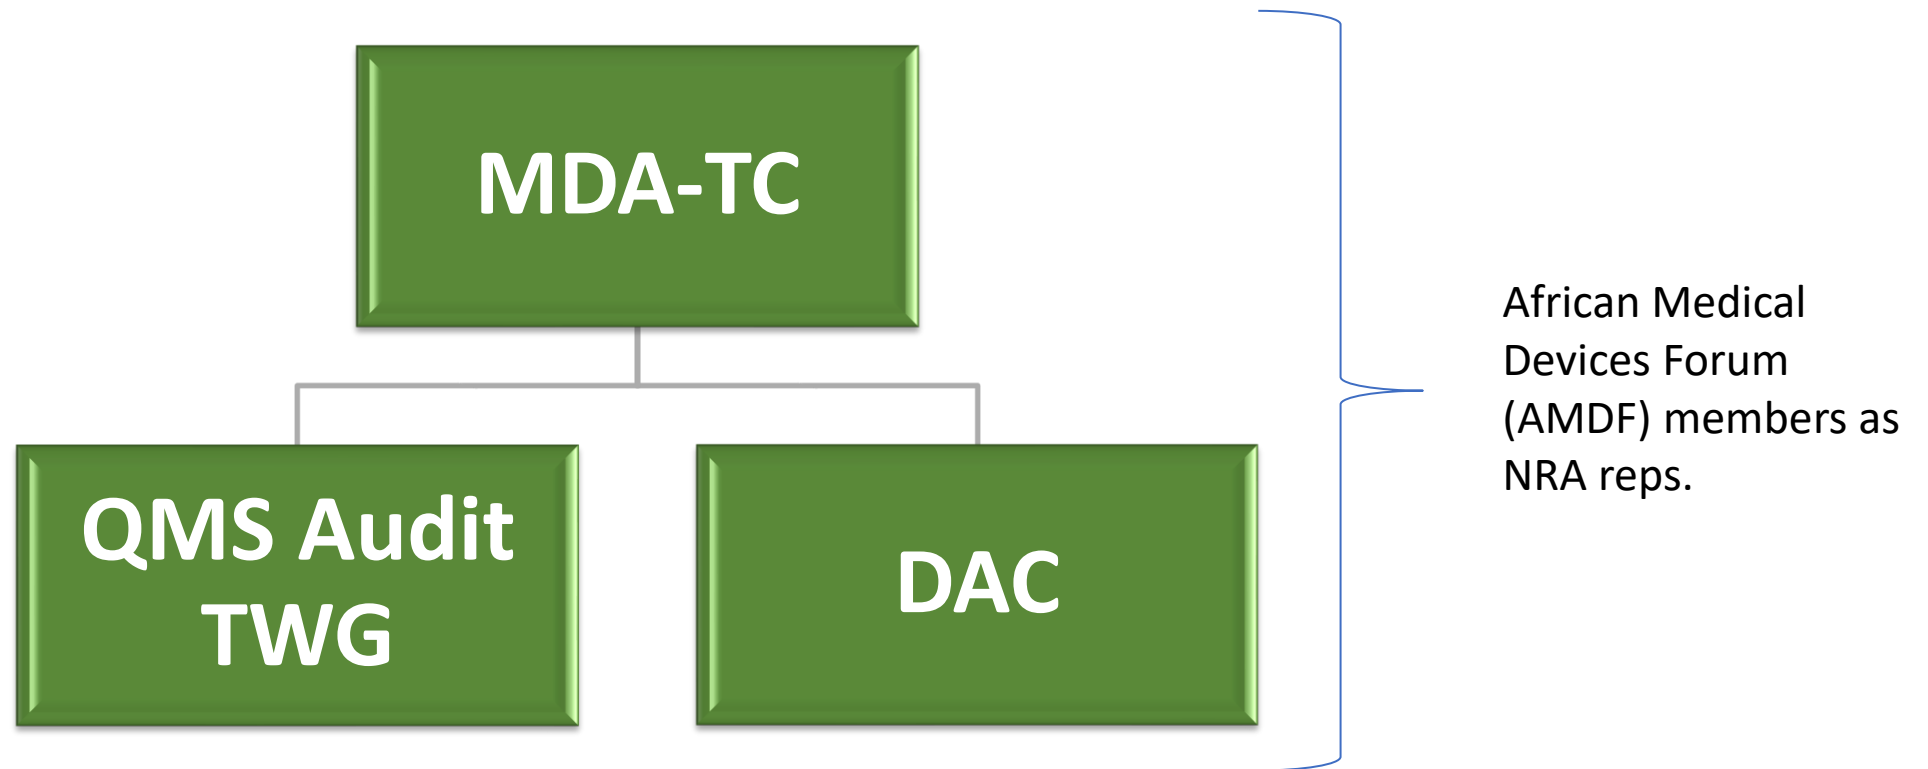 MDA-TC
QMS Audit
TWG
DAC
African Medical
Devices Forum
(AMDF) members as
NRA reps.